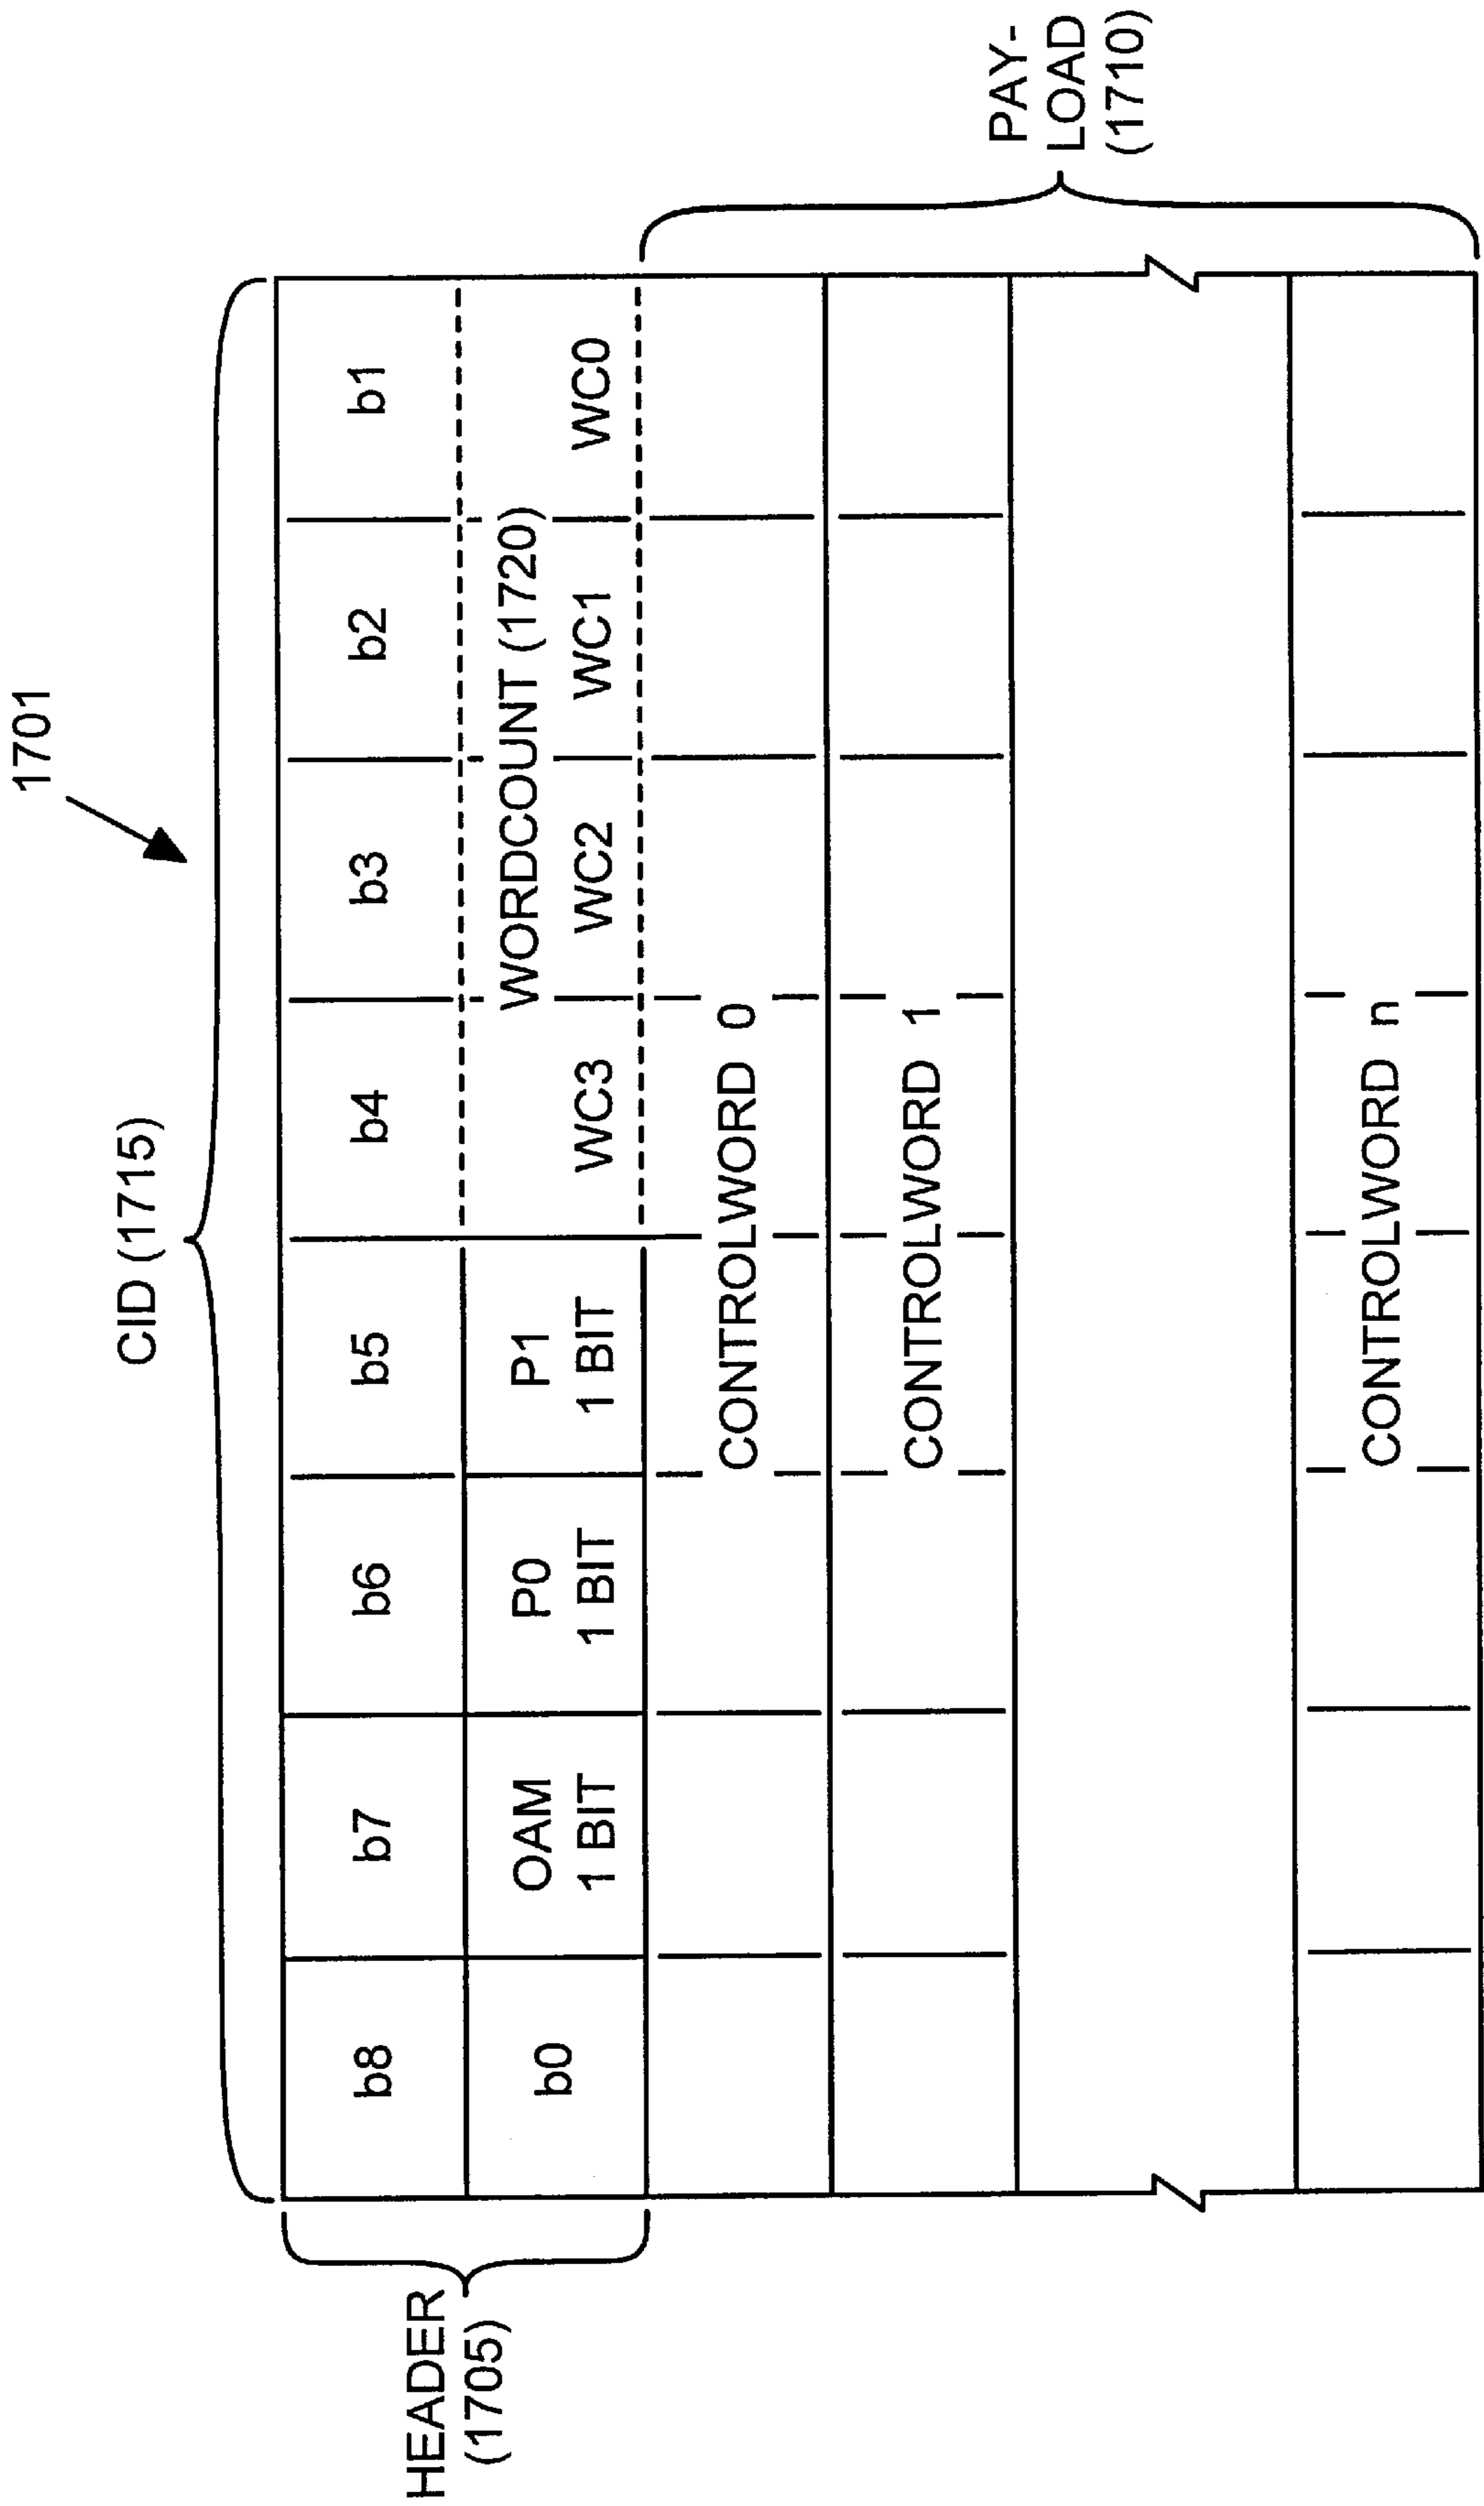 1701
CID (1715)
HEADER
(1705)
b8
b7
b6
b5
b4
b3
b2
b1
b0
OAM
1 BIT
P0
1 BIT
P1
1 BIT
WORDCOUNT (1720)
WC3
WC2
WC1
WC0
CONTROLWORD 0
CONTROLWORD 1
CONTROLWORD n
PAY-
LOAD
(1710)